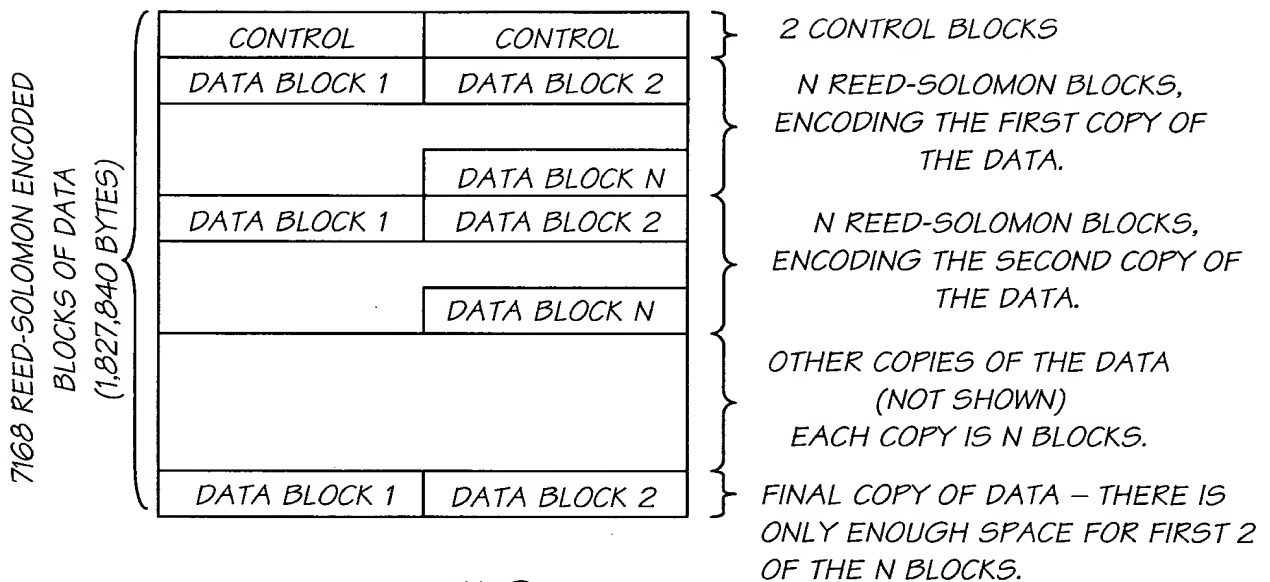 7168 REED-SOLOMON ENCODED
BLOCKS OF DATA
(1,827,840 BYTES)
CONTROL CONTROL
2 CONTROL BLOCKS
DATA BLOCK 1 DATA BLOCK 2
DATA BLOCK N
N REED-SOLOMON BLOCKS,
ENCODING THE FIRST COPY OF
THE DATA.
DATA BLOCK 1 DATA BLOCK 2
DATA BLOCK N
N REED-SOLOMON BLOCKS,
ENCODING THE SECOND COPY OF
THE DATA.
OTHER COPIES OF THE DATA
(NOT SHOWN)
EACH COPY IS N BLOCKS.
DATA BLOCK 1 DATA BLOCK 2
FINAL COPY OF DATA – THERE IS
ONLY ENOUGH SPACE FOR FIRST 2
OF THE N BLOCKS.